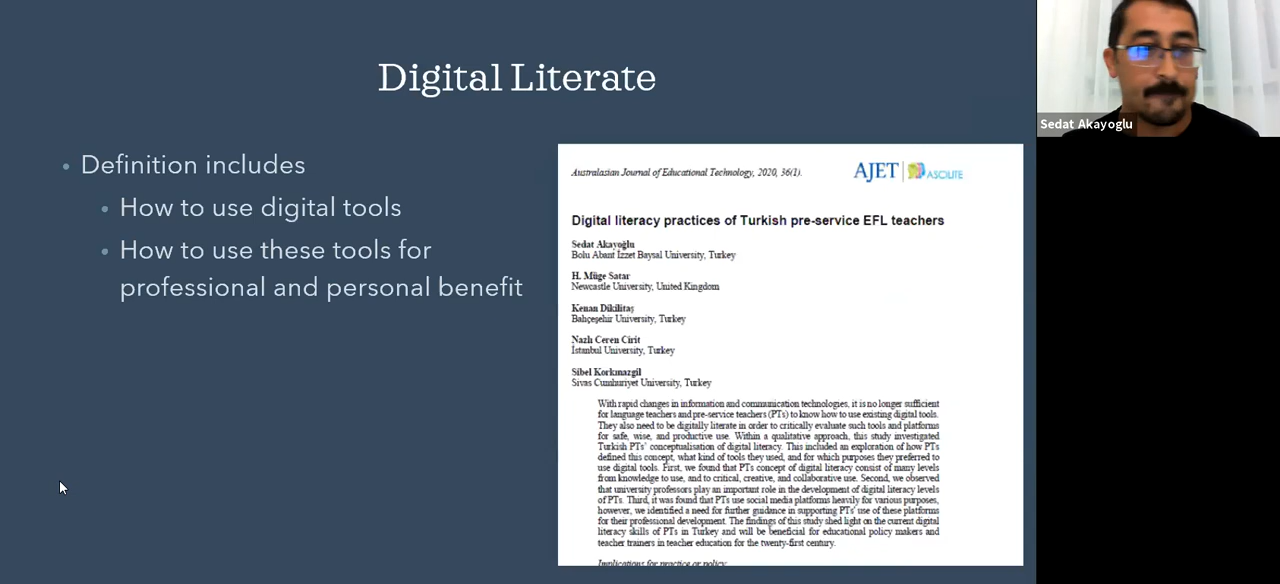 Digital Literate
Definition includes
How to use digital tools
How to use these tools for
professional and personal benefit
Australasian Journal of Educational Technology, 2020, 36(1).
AJET
ASCILITE
Digital literacy practices of Turkish pre-service EFL teachers
Sedat Akayoğlu
Bolu Abant İzzet Baysal University, Turkey
H. Müge Satar
Newcastle University, United Kingdom
Kenan Dikilitaş
Bahçeşehir University, Turkey
Nazlı Ceren Cirit
İstanbul University, Turkey
Sibel Korkmazgil
Sivas Cumhuriyet University, Turkey
With rapid changes in information and communication technologies, it is no longer sufficient
for language teachers and pre-service teachers (PTs) to know how to use existing digital tools.
They also need to be digitally literate in order to critically evaluate such tools and platforms
for safe, wise, and productive use. Within a qualitative approach, this study investigated
Turkish PTs' conceptualisation of digital literacy. This included an exploration of how PTs
defined this concept, what kind of tools they used, and for which purposes they preferred to
use digital tools. First, we found that PTs concept of digital literacy consist of many levels
from knowledge to use, and to critical, creative, and collaborative use. Second, we observed
that university professors play an important role in the development of digital literacy levels
of PTs. Third, it was found that PTs use social media platforms heavily for various purposes,
however, we identified a need for further guidance in supporting PTs' use of these platforms
for their professional development. The findings of this study shed light on the current digital
literacy skills of PTs in Turkey and will be beneficial for educational policy makers and
teacher trainers in teacher education for the twenty-first century.
Implications for practice or policy
Sedat Akayoglu